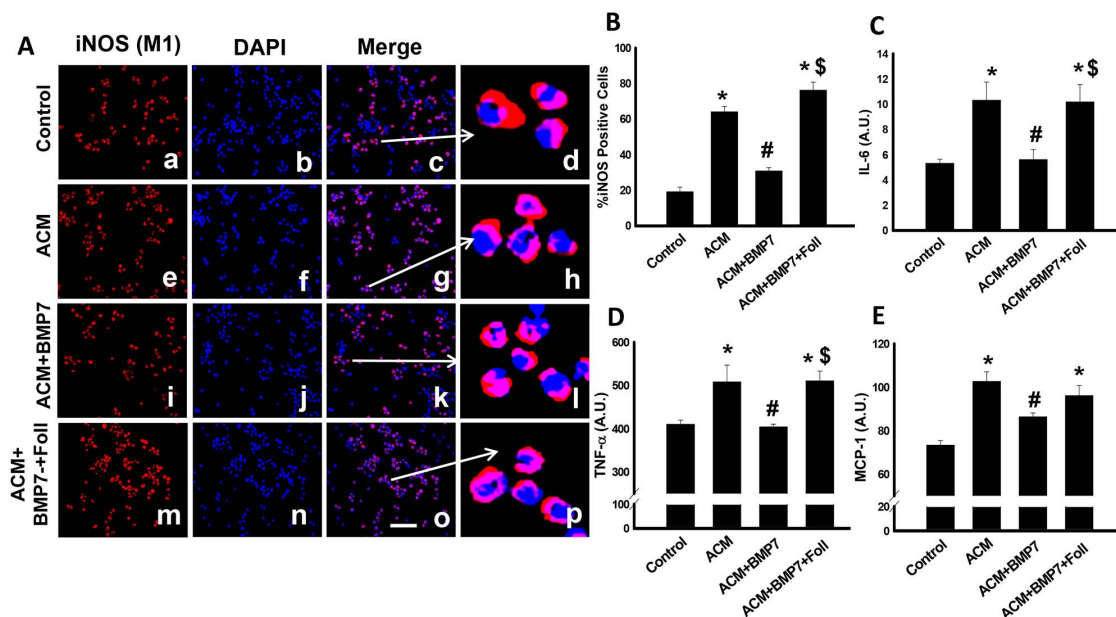 A
iNOS (M1)
DAPI
Merge
Control
a
b
c
d
ACM
e
f
g
h
ACM+BMP7
i
j
k
l
ACM+
BMP7-+Foll
m
n
o
p
B
%iNOS Positive Cells
100
80
60
40
20
0
*
#
* $
Control
ACM
ACM+BMP7
ACM+BMP7+Foll
C
IL-6 (A.U.)
14
12
10
8
6
4
2
0
*
#
* $
Control
ACM
ACM+BMP7
ACM+BMP7+Foll
D
TNF-α (A.U.)
600
500
400
300
100
0
*
#
* $
Control
ACM
ACM+BMP7
ACM+BMP7+Foll
E
MCP-1 (A.U.)
120
100
80
60
20
0
*
#
*
Control
ACM
ACM+BMP7
ACM+BMP7+Foll